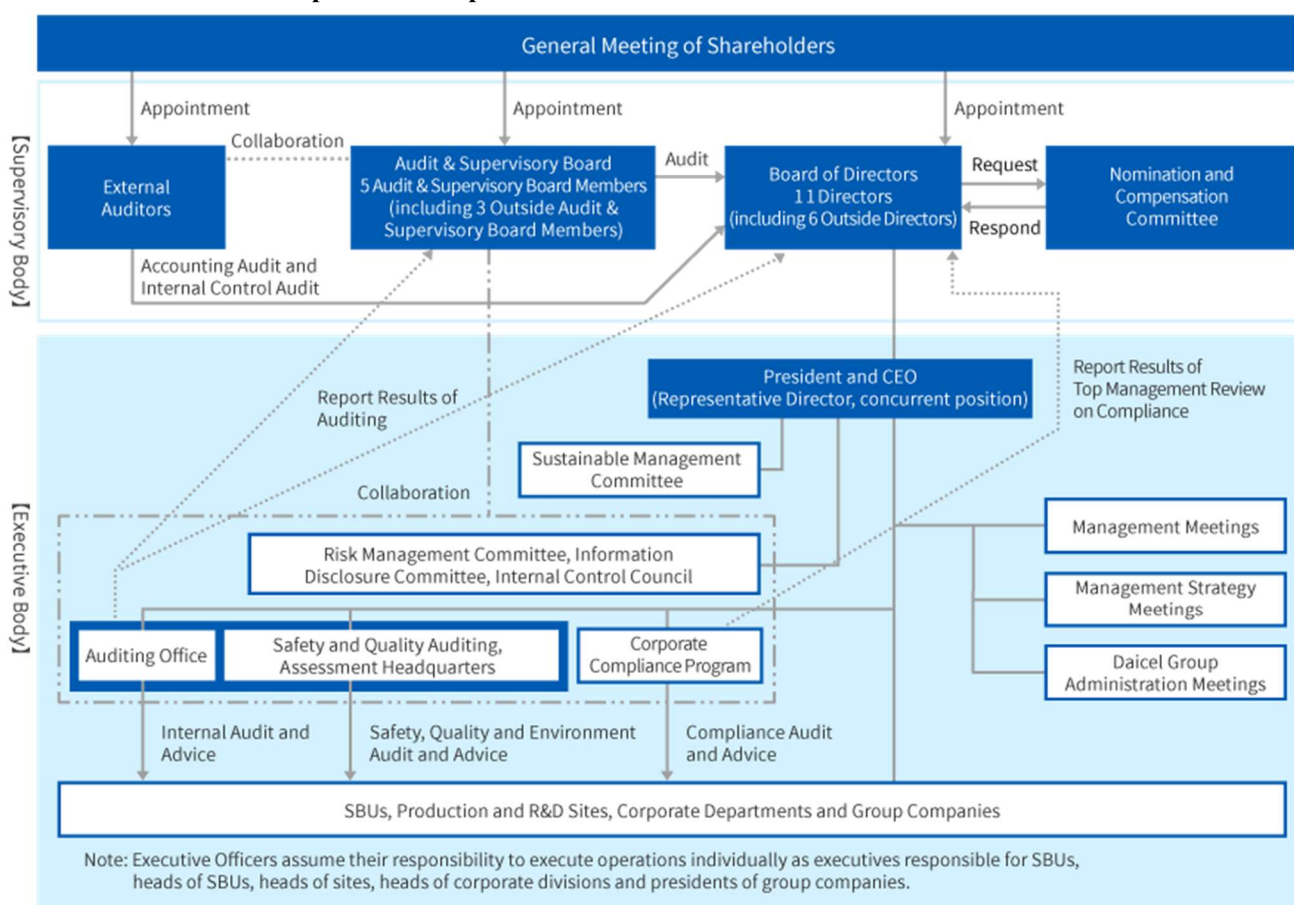 General Meeting of Shareholders
Appointment
Appointment
Appointment
【Supervisory Body】
External
Auditors
Collaboration
Audit & Supervisory Board
5 Audit & Supervisory Board Members
(including 3 Outside Audit &
Supervisory Board Members)
Audit
Board of Directors
11 Directors
(including 6 Outside Directors)
Request
Respond
Nomination and
Compensation
Committee
Accounting Audit and
Internal Control Audit
【Executive Body】
Report Results of
Auditing
President and CEO
(Representative Director, concurrent position)
Report Results of
Top Management Review
on Compliance
Sustainable Management
Committee
Collaboration
Risk Management Committee, Information
Disclosure Committee, Internal Control Council
Management Meetings
Management Strategy
Meetings
Daicel Group
Administration Meetings
Auditing Office
Safety and Quality Auditing,
Assessment Headquarters
Corporate
Compliance Program
Internal Audit and
Advice
Safety, Quality and Environment
Audit and Advice
Compliance Audit
and Advice
SBUs, Production and R&D Sites, Corporate Departments and Group Companies
Note: Executive Officers assume their responsibility to execute operations individually as executives responsible for SBUs,
heads of SBUs, heads of sites, heads of corporate divisions and presidents of group companies.